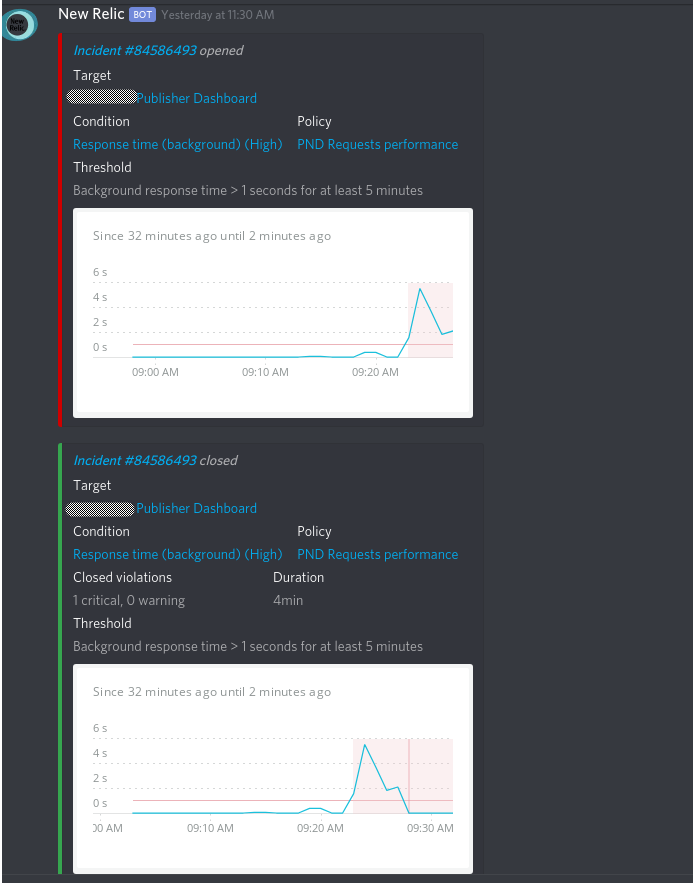 New Relic BOT Yesterday at 11:30 AM
New Relic
Incident #84586493 opened
Target
Publisher Dashboard
Condition Policy
Response time (background) (High) PND Requests performance
Threshold
Background response time > 1 seconds for at least 5 minutes
Since 32 minutes ago until 2 minutes ago
6 s
4 s
2 s
0 s
09:00 AM 09:10 AM 09:20 AM
Incident #84586493 closed
Target
Publisher Dashboard
Condition Policy
Response time (background) (High) PND Requests performance
Closed violations Duration
1 critical, 0 warning 4min
Threshold
Background response time > 1 seconds for at least 5 minutes
Since 32 minutes ago until 2 minutes ago
6 s
4 s
2 s
0 s
00 AM 09:10 AM 09:20 AM 09:30 AM